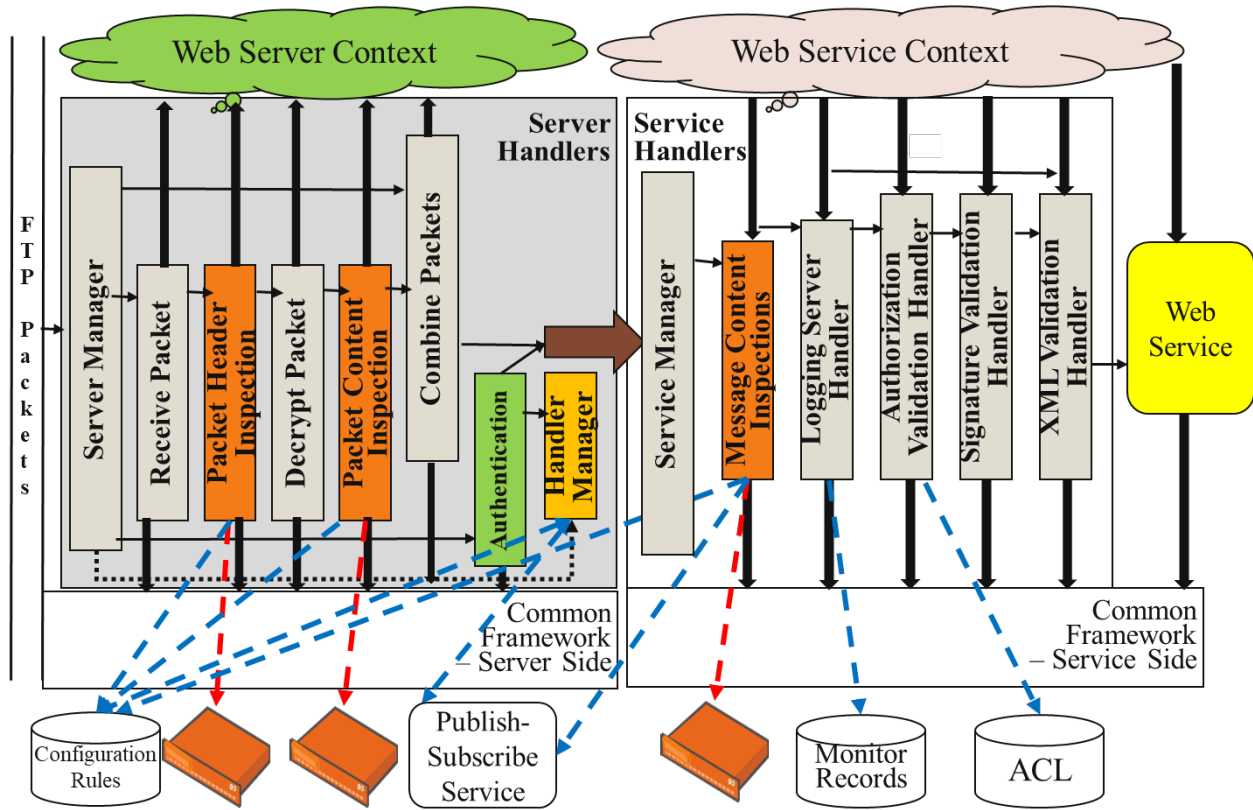 Web Server Context
Web Service Context
Server
Handlers
Service
Handlers
FTP Packets
Server Manager
Receive Packet
Packet Header
Inspection
Decrypt Packet
Packet Content
Inspection
Combine Packets
Authentication
Handler
Manager
Service Manager
Message Content
Inspections
Logging Server
Handler
Authorization
Validation Handler
Signature Validation
Handler
XML Validation
Handler
Web
Service
Common
Framework
– Server Side
Common
Framework
– Service Side
Configuration
Rules
Publish-
Subscribe
Service
Monitor
Records
ACL